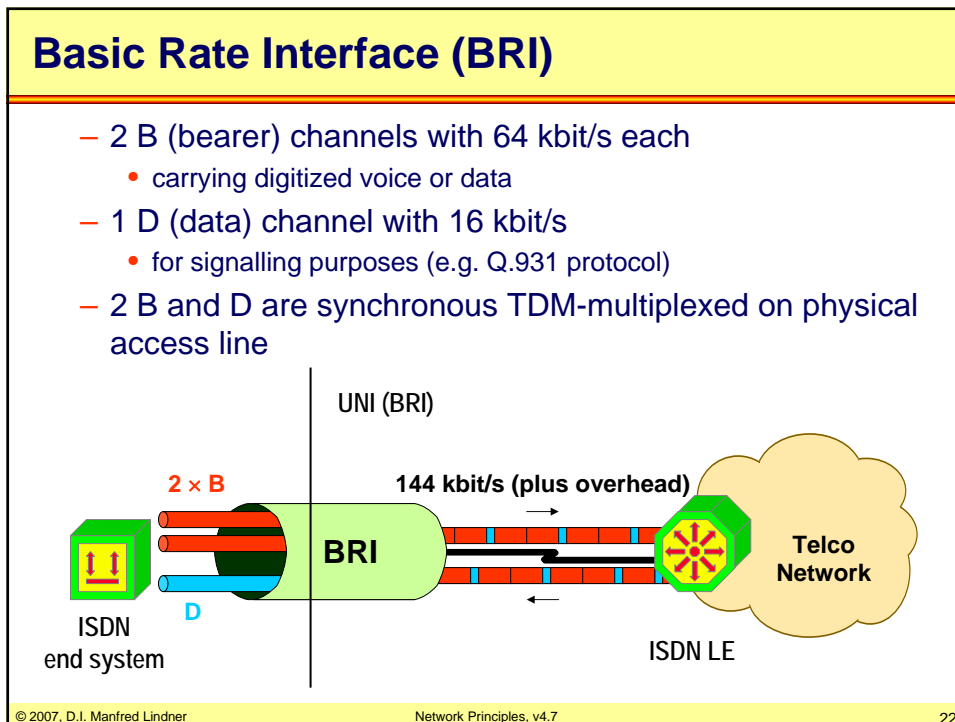 Basic Rate Interface (BRI)
– 2 B (bearer) channels with 64 kbit/s each
• carrying digitized voice or data
– 1 D (data) channel with 16 kbit/s
• for signalling purposes (e.g. Q.931 protocol)
– 2 B and D are synchronous TDM-multiplexed on physical
access line
UNI (BRI)
2 × B
144 kbit/s (plus overhead)
BRI
Telco
Network
D
ISDN
end system
ISDN LE
© 2007, D.I. Manfred Lindner
Network Principles, v4.7
22